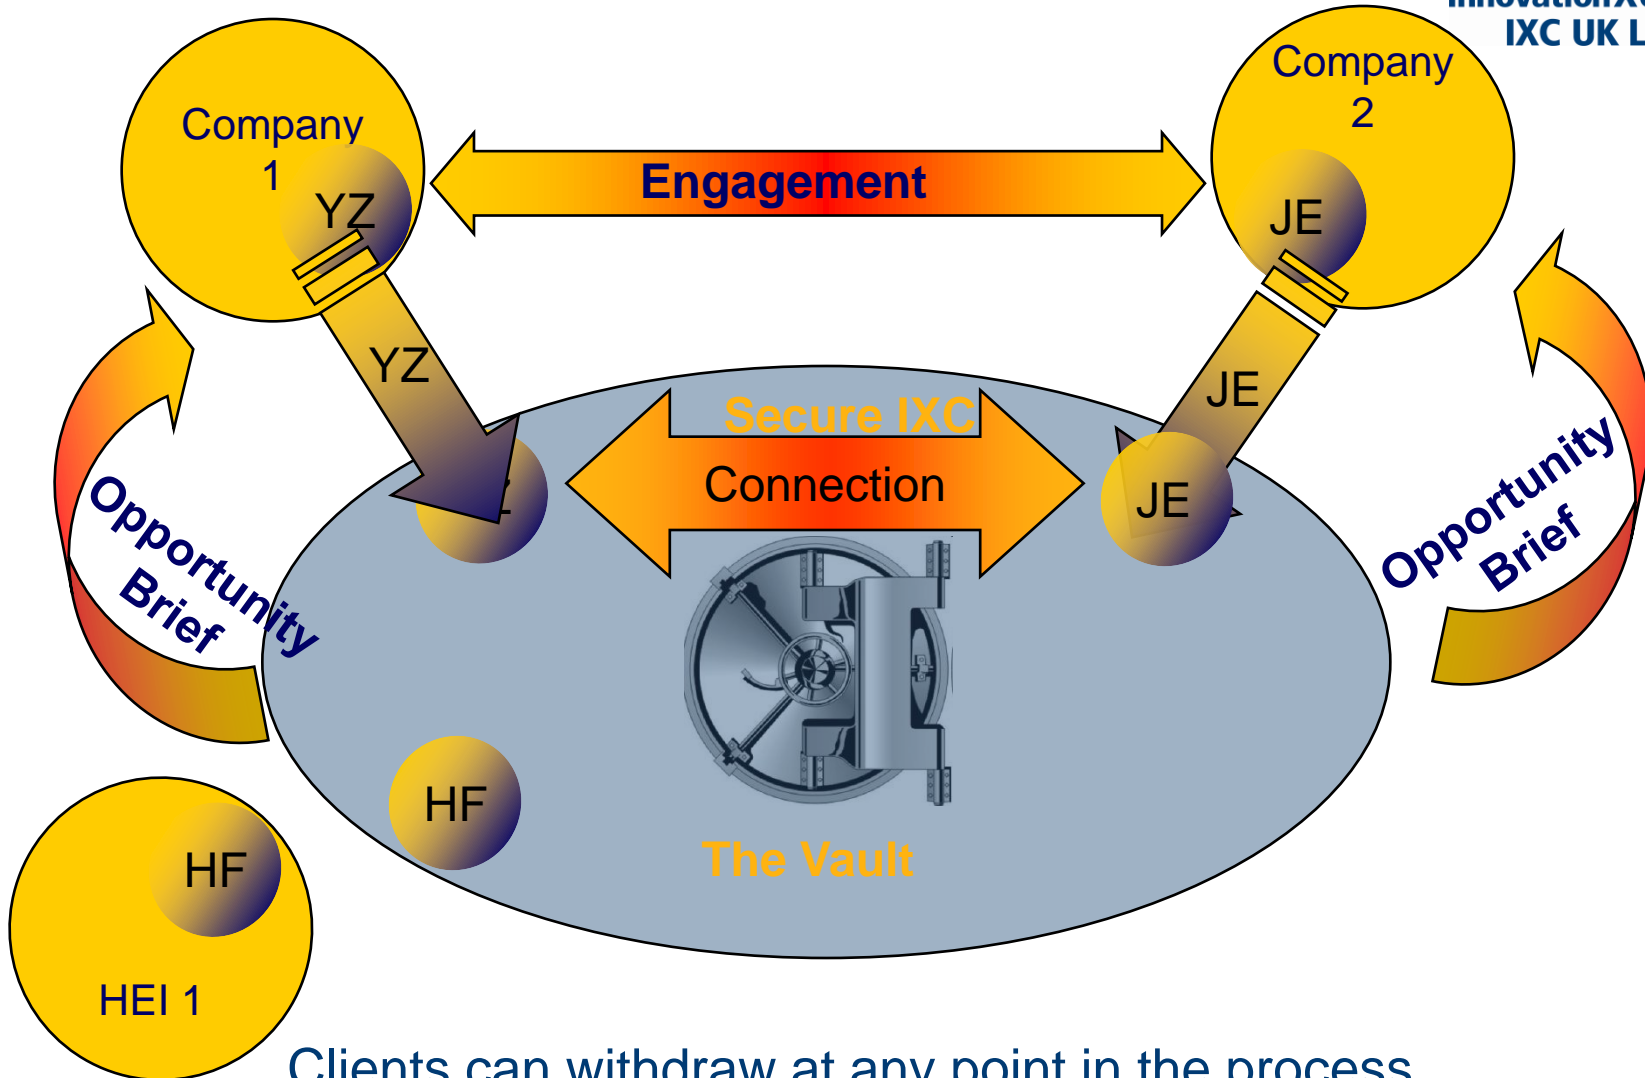 IXC UK L
Company
1
YZ
Engagement
Company
2
JE
YZ
JE
Secure IXC
Connection
JE
Opportunity
Brief
Opportunity
Brief
HF
The Vault
HF
HEI 1
Clients can withdraw at any point in the process